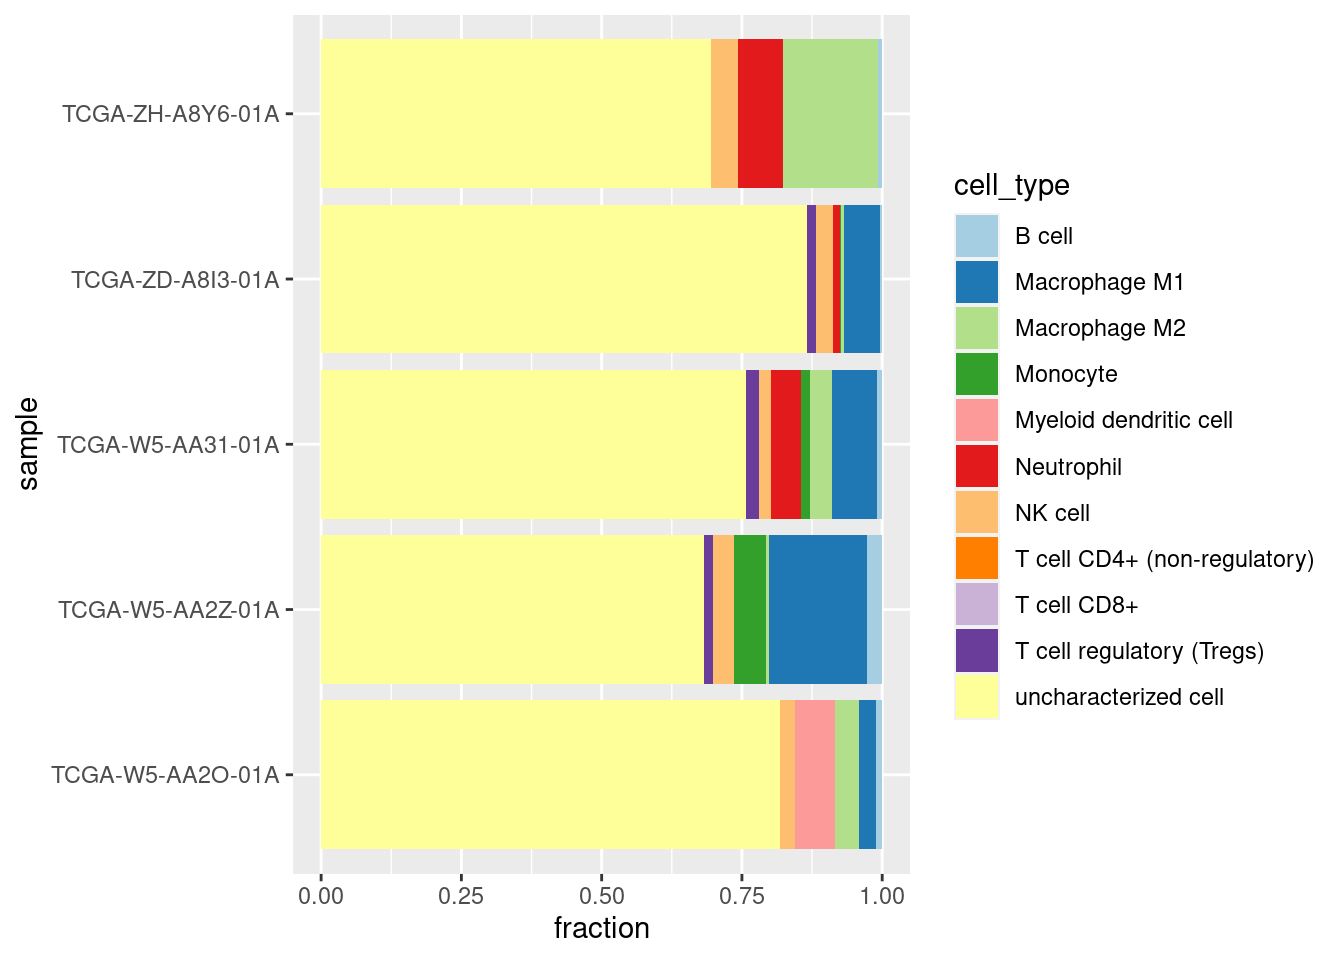 TCGA-ZH-A8Y6-01A
TCGA-ZD-A8I3-01A
TCGA-W5-AA31-01A
TCGA-W5-AA2Z-01A
TCGA-W5-AA2O-01A
sample
0.00 0.25 0.50 0.75 1.00
fraction
cell_type
B cell
Macrophage M1
Macrophage M2
Monocyte
Myeloid dendritic cell
Neutrophil
NK cell
T cell CD4+ (non-regulatory)
T cell CD8+
T cell regulatory (Tregs)
uncharacterized cell